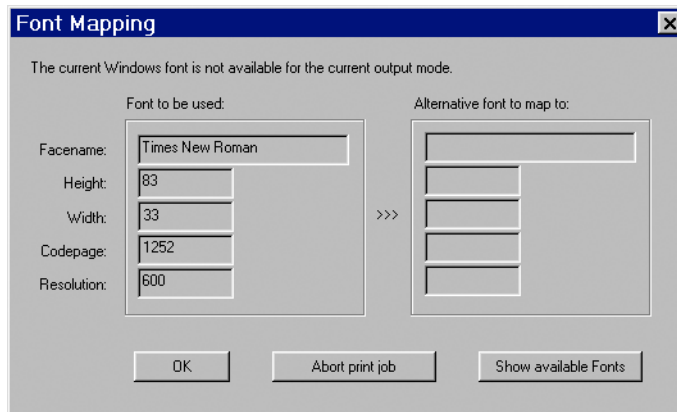 Font Mapping
The current Windows font is not available for the current output mode.
Font to be used:
Alternative font to map to:
Facename: Times New Roman
Height: 83
Width: 33
>>>
Codepage: 1252
Resolution: 600
OK
Abort print job
Show available Fonts